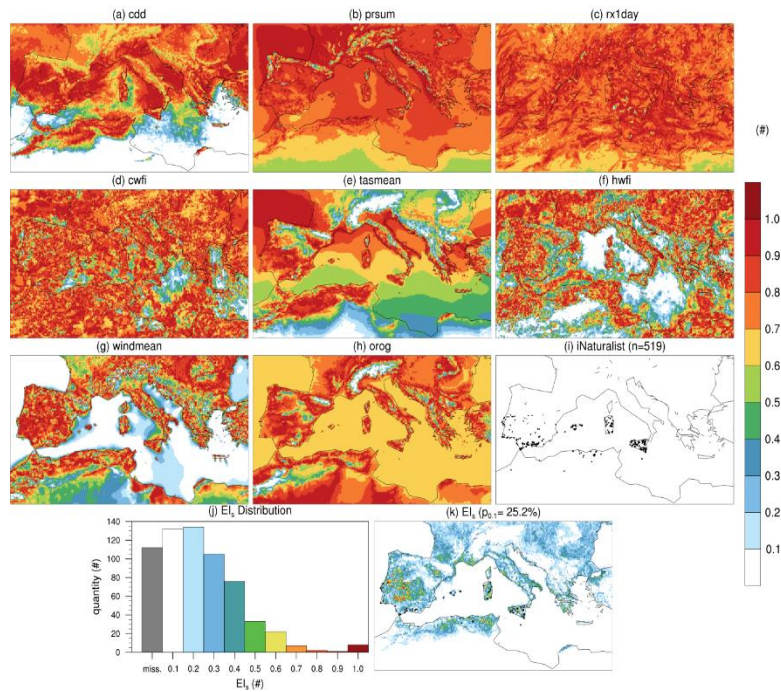 (a) cdd
(b) prsum
(c) rx1day
(#)
(d) cwfi
(e) tasmean
(f) hwfi
1.0
0.9
0.8
0.7
0.6
0.5
0.4
0.3
0.2
0.1
(g) windmean
(h) orog
(i) iNaturalist (n=519)
(j) EIₛ Distribution
(k) EIₛ (p₀.₁= 25.2%)
quantity (#)
140
120
100
80
60
40
20
0
miss. 0.1 0.2 0.3 0.4 0.5 0.6 0.7 0.8 0.9 1.0
EIₛ (#)